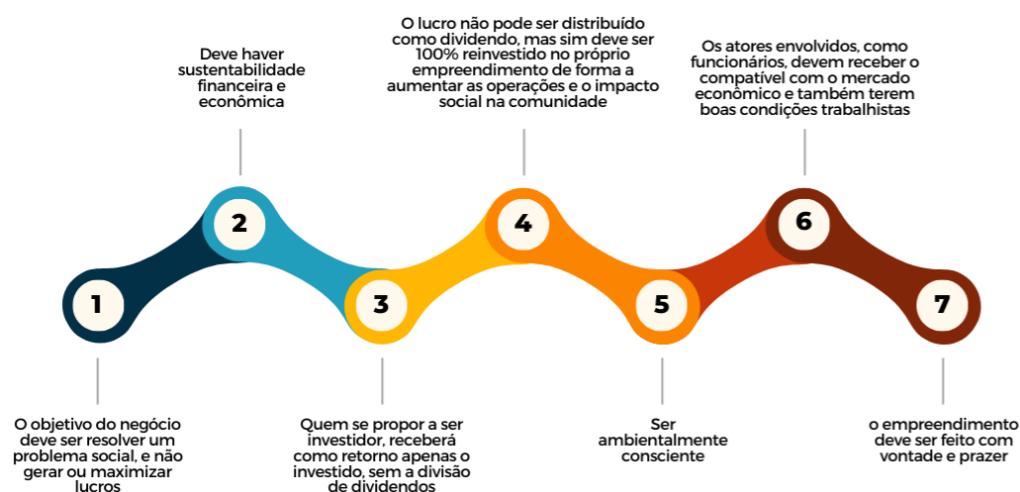 O lucro não pode ser distribuído
como dividendo, mas sim deve ser
100% reinvestido no próprio
empreendimento de forma a
aumentar as operações e o impacto
social na comunidade
Deve haver
sustentabilidade
financeira e
econômica
Os atores envolvidos, como
funcionários, devem receber o
compatível com o mercado
econômico e também terem
boas condições trabalhistas
1
2
3
4
5
6
7
O objetivo do negócio
deve ser resolver um
problema social, e não
gerar ou maximizar
lucros
Quem se propor a ser
investidor, receberá
como retorno apenas o
investido, sem a divisão
de dividendos
Ser
ambientalmente
consciente
o empreendimento
deve ser feito com
vontade e prazer